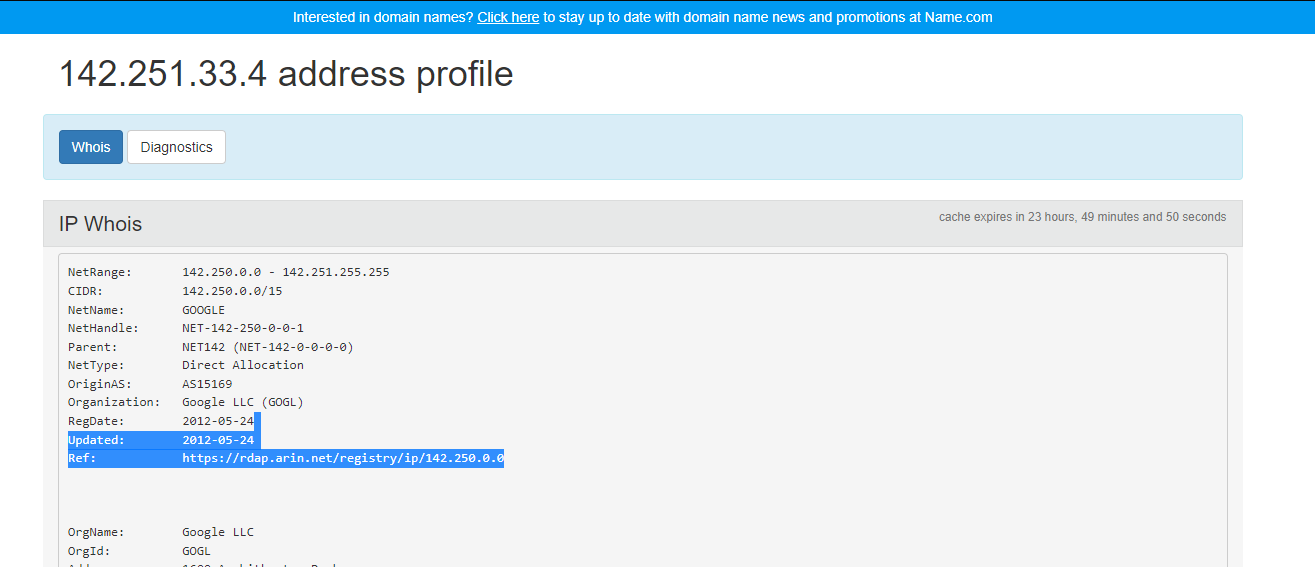 Interested in domain names? Click here to stay up to date with domain name news and promotions at Name.com
142.251.33.4 address profile
Whois Diagnostics
IP Whois cache expires in 23 hours, 49 minutes and 50 seconds
NetRange: 142.250.0.0 - 142.251.255.255
CIDR: 142.250.0.0/15
NetName: GOOGLE
NetHandle: NET-142-250-0-0-1
Parent: NET142 (NET-142-0-0-0-0)
NetType: Direct Allocation
OriginAS: AS15169
Organization: Google LLC (GOGL)
RegDate: 2012-05-24
Updated: 2012-05-24
Ref: https://rdap.arin.net/registry/ip/142.250.0.0
OrgName: Google LLC
OrgId: GOGL